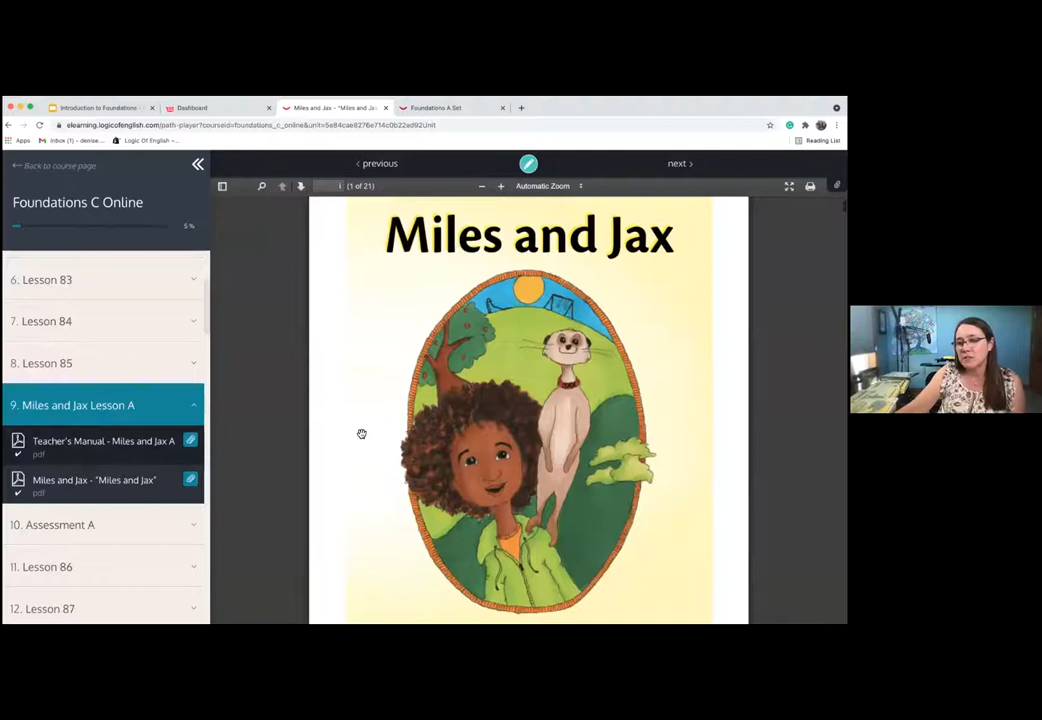 Introduction to Foundations -
Dashboard
Miles and Jax - "Miles and Jax
Foundations A Set
elearning.logicofenglish.com/path-player?courseid=foundations_c_online&unit=5e84cae8276e714c0b22ad92Unit
Apps
Inbox (1) - denise...
Logic Of English –...
Reading List
Back to course page
previous
next
(1 of 21)
Automatic Zoom
Foundations C Online
5 %
6. Lesson 83
7. Lesson 84
8. Lesson 85
9. Miles and Jax Lesson A
Teacher's Manual - Miles and Jax A
pdf
Miles and Jax - "Miles and Jax"
pdf
10. Assessment A
11. Lesson 86
12. Lesson 87
Miles and Jax